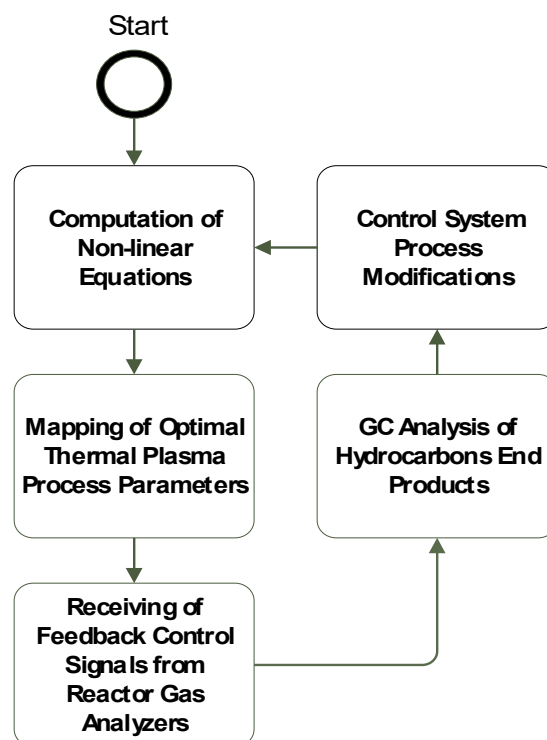 Start
Computation of
Non-linear
Equations
Control System
Process
Modifications
Mapping of Optimal
Thermal Plasma
Process Parameters
GC Analysis of
Hydrocarbons End
Products
Receiving of
Feedback Control
Signals from
Reactor Gas
Analyzers